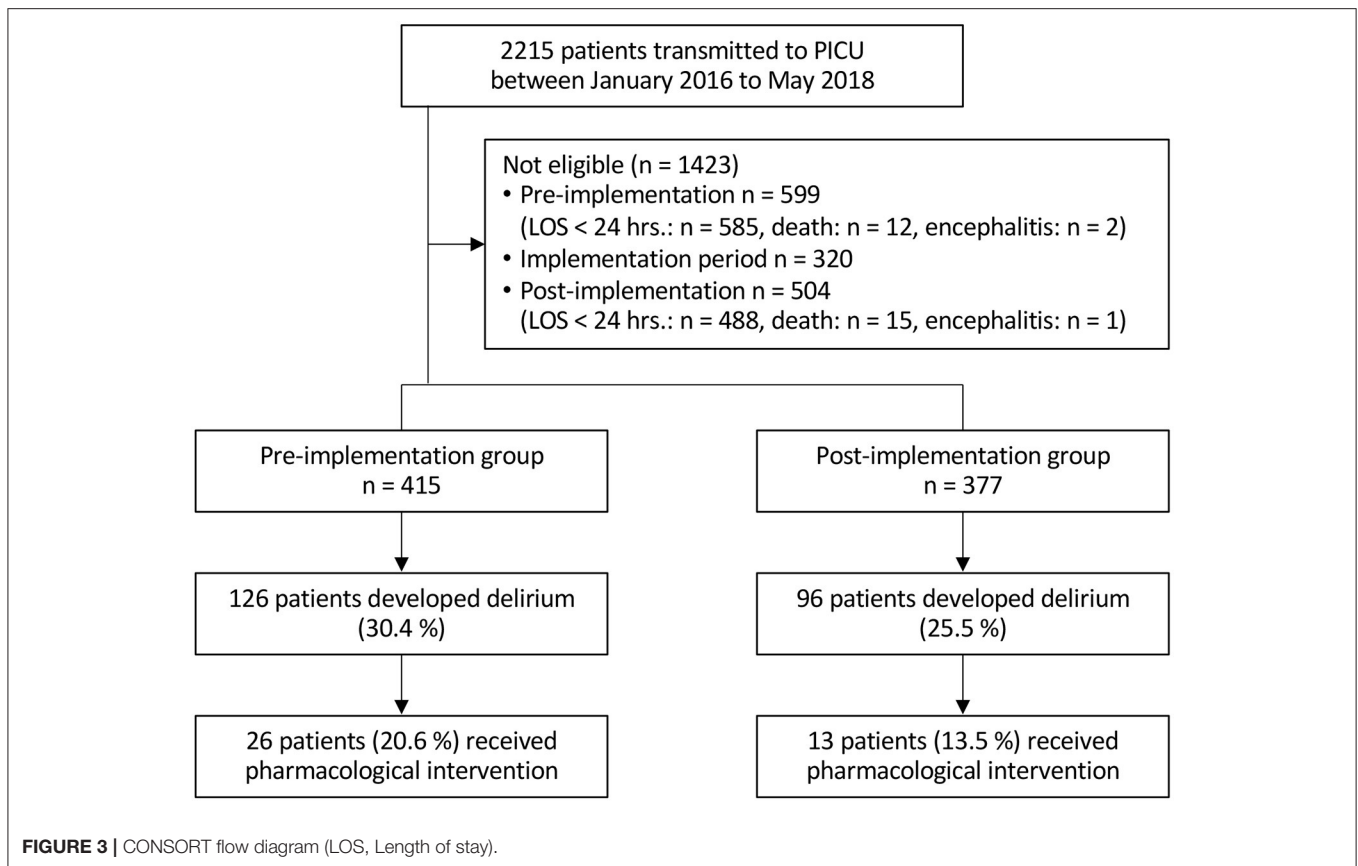 2215 patients transmitted to PICU
between January 2016 to May 2018
Not eligible (n = 1423)
• Pre-implementation n = 599
(LOS < 24 hrs.: n = 585, death: n = 12, encephalitis: n = 2)
• Implementation period n = 320
• Post-implementation n = 504
(LOS < 24 hrs.: n = 488, death: n = 15, encephalitis: n = 1)
Pre-implementation group
n = 415
Post-implementation group
n = 377
126 patients developed delirium
(30.4 %)
96 patients developed delirium
(25.5 %)
26 patients (20.6 %) received
pharmacological intervention
13 patients (13.5 %) received
pharmacological intervention
FIGURE 3 | CONSORT flow diagram (LOS, Length of stay).